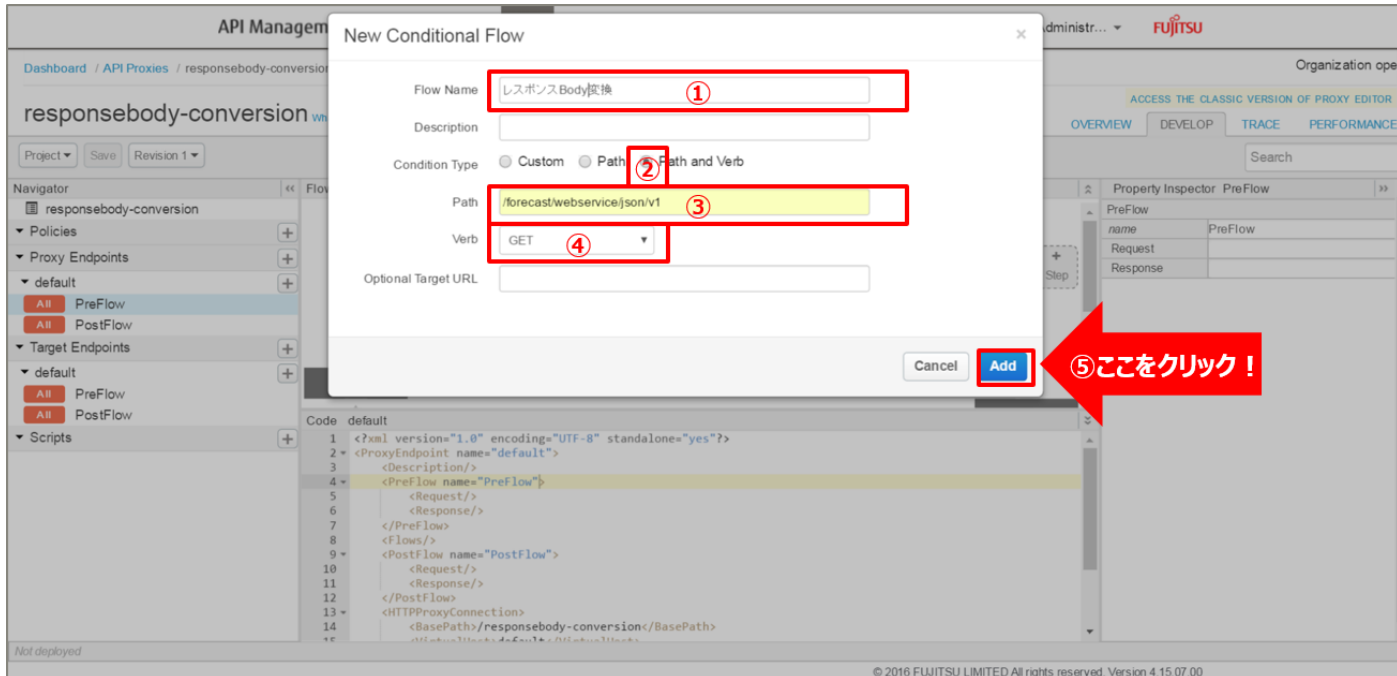 API Managem
dministr...
FUJITSU
New Conditional Flow
×
Dashboard / API Proxies / responsebody-conversion
Organization ope
responsebody-conversion
ACCESS THE CLASSIC VERSION OF PROXY EDITOR
OVERVIEW DEVELOP TRACE PERFORMANCE
Project Save Revision 1
Search
Flow Name レスポンスBody変換 ①
Description
Condition Type Custom Path ② Path and Verb
Path /forecast/webservice/json/v1 ③
Verb GET ④
Optional Target URL
Cancel Add
⑤ここをクリック！
Navigator
responsebody-conversion
Policies +
Proxy Endpoints +
default +
All PreFlow
All PostFlow
Target Endpoints +
default +
All PreFlow
All PostFlow
Scripts +
Flow
+
Step
Property Inspector PreFlow
PreFlow
name PreFlow
Request
Response
Code default
1 <?xml version="1.0" encoding="UTF-8" standalone="yes"?>
2 <ProxyEndpoint name="default">
3 <Description/>
4 <PreFlow name="PreFlow">
5 <Request/>
6 <Response/>
7 </PreFlow>
8 <Flows/>
9 <PostFlow name="PostFlow">
10 <Request/>
11 <Response/>
12 </PostFlow>
13 <HTTPProxyConnection>
14 <BasePath>/responsebody-conversion</BasePath>
15 <VirtualHost>default</VirtualHost>
Not deployed
© 2016 FUJITSU LIMITED All rights reserved. Version 4.15.07.00